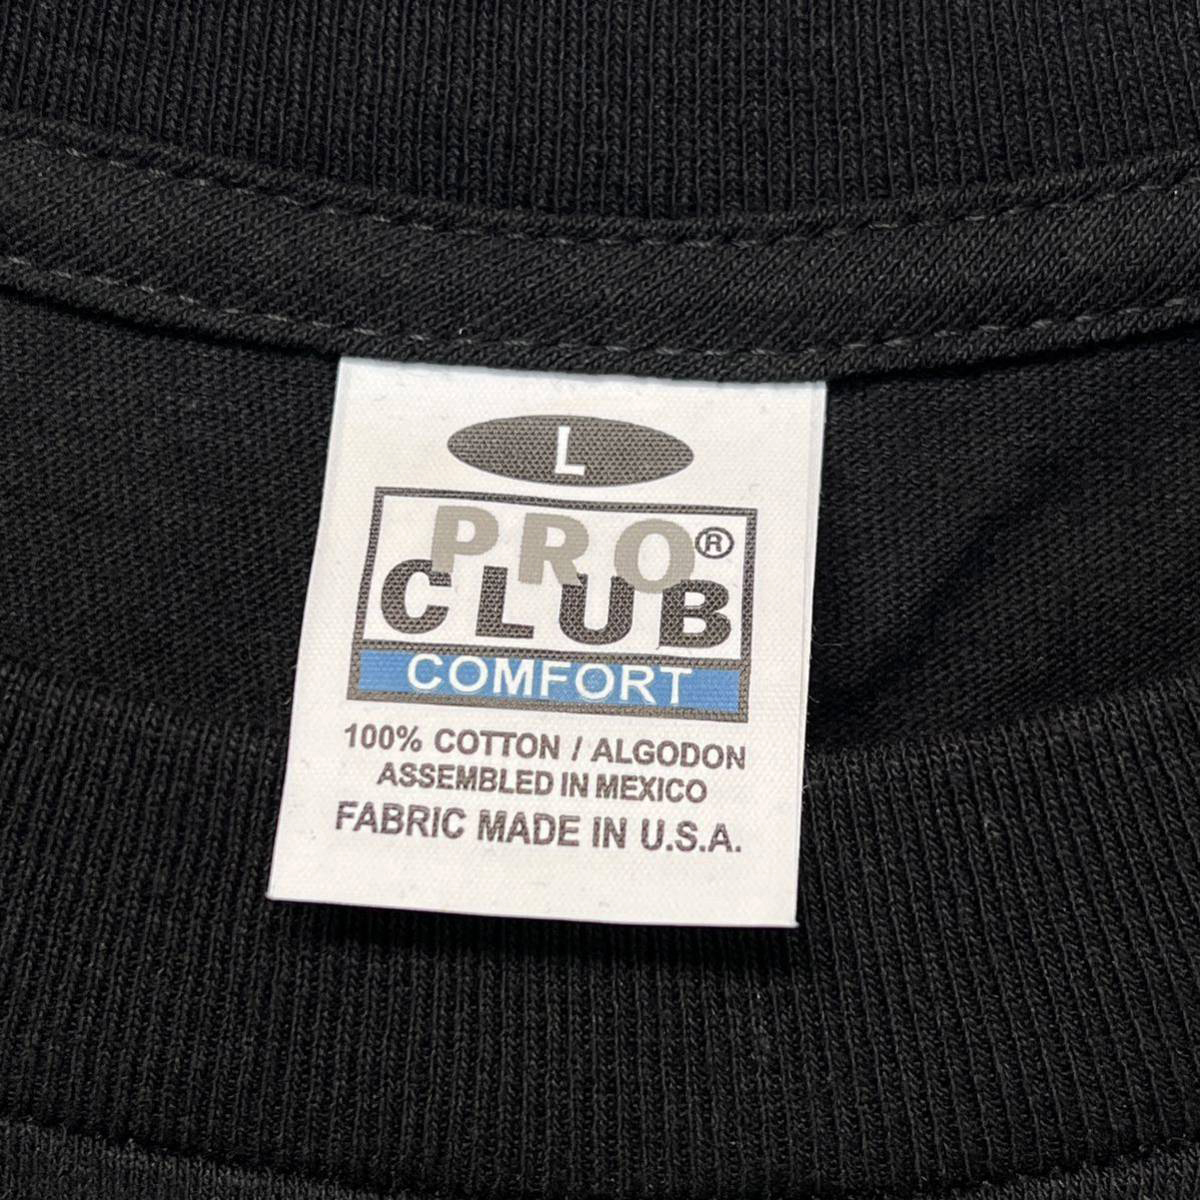 L
PRO®
CLUB
COMFORT
100% COTTON / ALGODON
ASSEMBLED IN MEXICO
FABRIC MADE IN U.S.A.